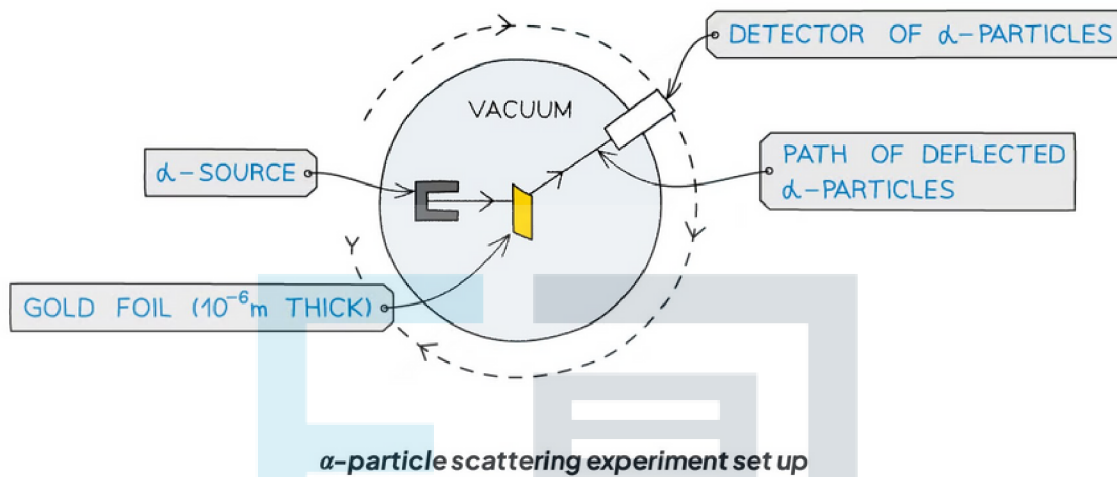 DETECTOR OF α-PARTICLES
VACUUM
α-SOURCE
PATH OF DEFLECTED
α-PARTICLES
Y
GOLD FOIL (10⁻⁶m THICK)
α-particle scattering experiment set up